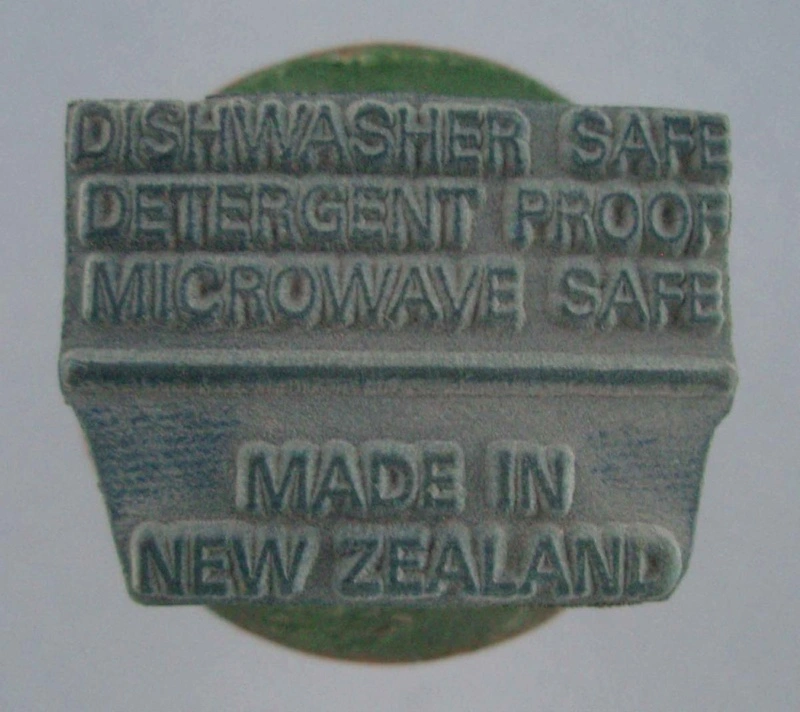 DISHWASHER SAFE
DETERGENT PROOF
MICROWAVE SAFE
MADE IN
NEW ZEALAND